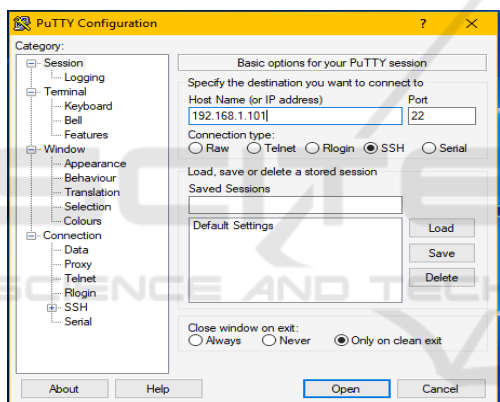 PuTTY Configuration ? ×
Category:
Session
Logging
Terminal
Keyboard
Bell
Features
Window
Appearance
Behaviour
Translation
Selection
Colours
Connection
Data
Proxy
Telnet
Rlogin
SSH
Serial
Basic options for your PuTTY session
Specify the destination you want to connect to
Host Name (or IP address) Port
192.168.1.101 22
Connection type:
Raw Telnet Rlogin SSH Serial
Load, save or delete a stored session
Saved Sessions
Default Settings
Load
Save
Delete
Close window on exit:
Always Never Only on clean exit
About Help Open Cancel
SCIENCE AND TECH